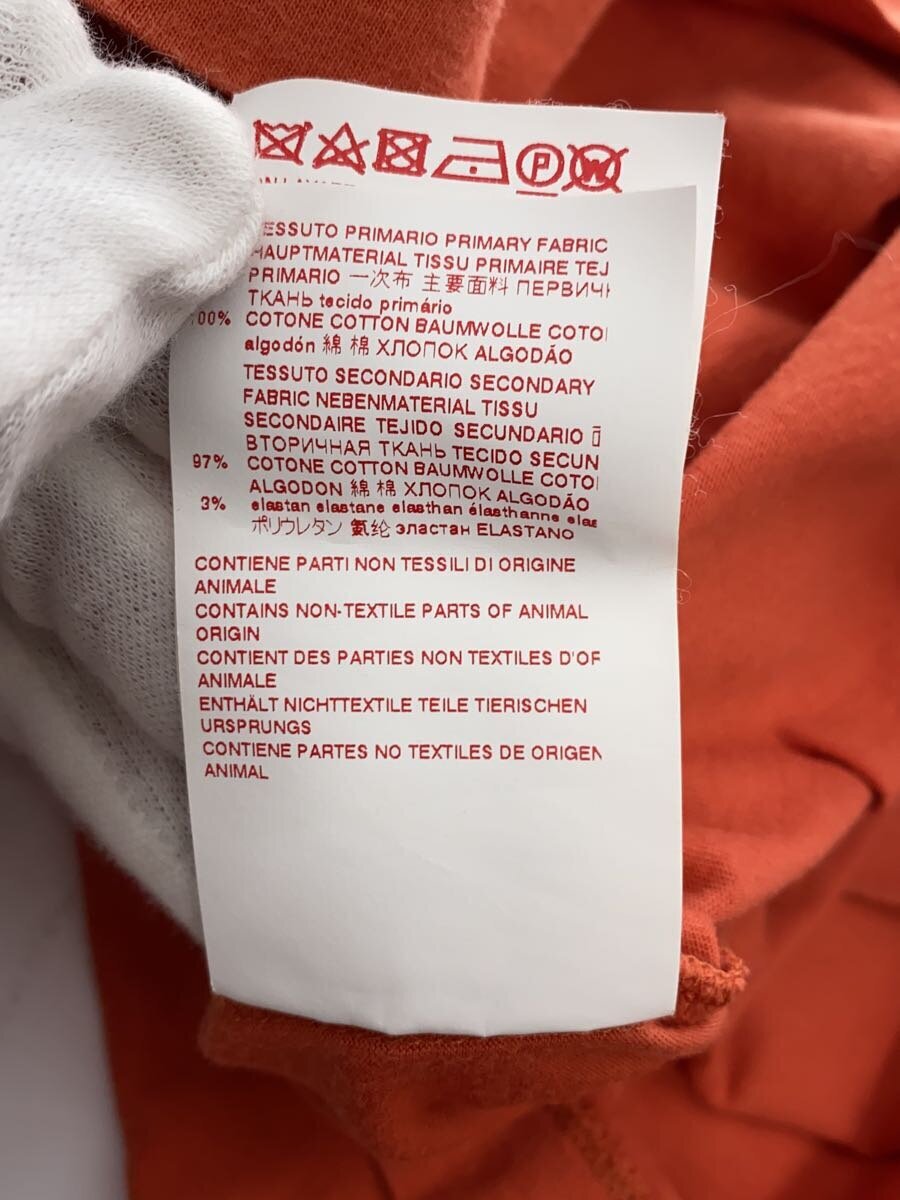 TESSUTO PRIMARIO PRIMARY FABRIC
HAUPTMATERIAL TISSU PRIMAIRE TEJ
PRIMARIO 一次布 主要面料 ПЕРВИЧН
ТКАНЬ tecido primário
00% COTONE COTTON BAUMWOLLE COTO
algodón 綿 棉 ХЛОПОК ALGODÃO
TESSUTO SECONDARIO SECONDARY
FABRIC NEBENMATERIAL TISSU
SECONDAIRE TEJIDO SECUNDARIO
ВТОРИЧНАЯ ТКАНЬ TECIDO SECUN
97% COTONE COTTON BAUMWOLLE COTO
ALGODON 綿 棉 ХЛОПОК ALGODÃO
3% elastan elastane elasthan élasthanne elas
ポリウレタン 氨纶 эластан ELASTANO
CONTIENE PARTI NON TESSILI DI ORIGINE
ANIMALE
CONTAINS NON-TEXTILE PARTS OF ANIMAL
ORIGIN
CONTIENT DES PARTIES NON TEXTILES D'OR
ANIMALE
ENTHÄLT NICHTTEXTILE TEILE TIERISCHEN
URSPRUNGS
CONTIENE PARTES NO TEXTILES DE ORIGEN
ANIMAL